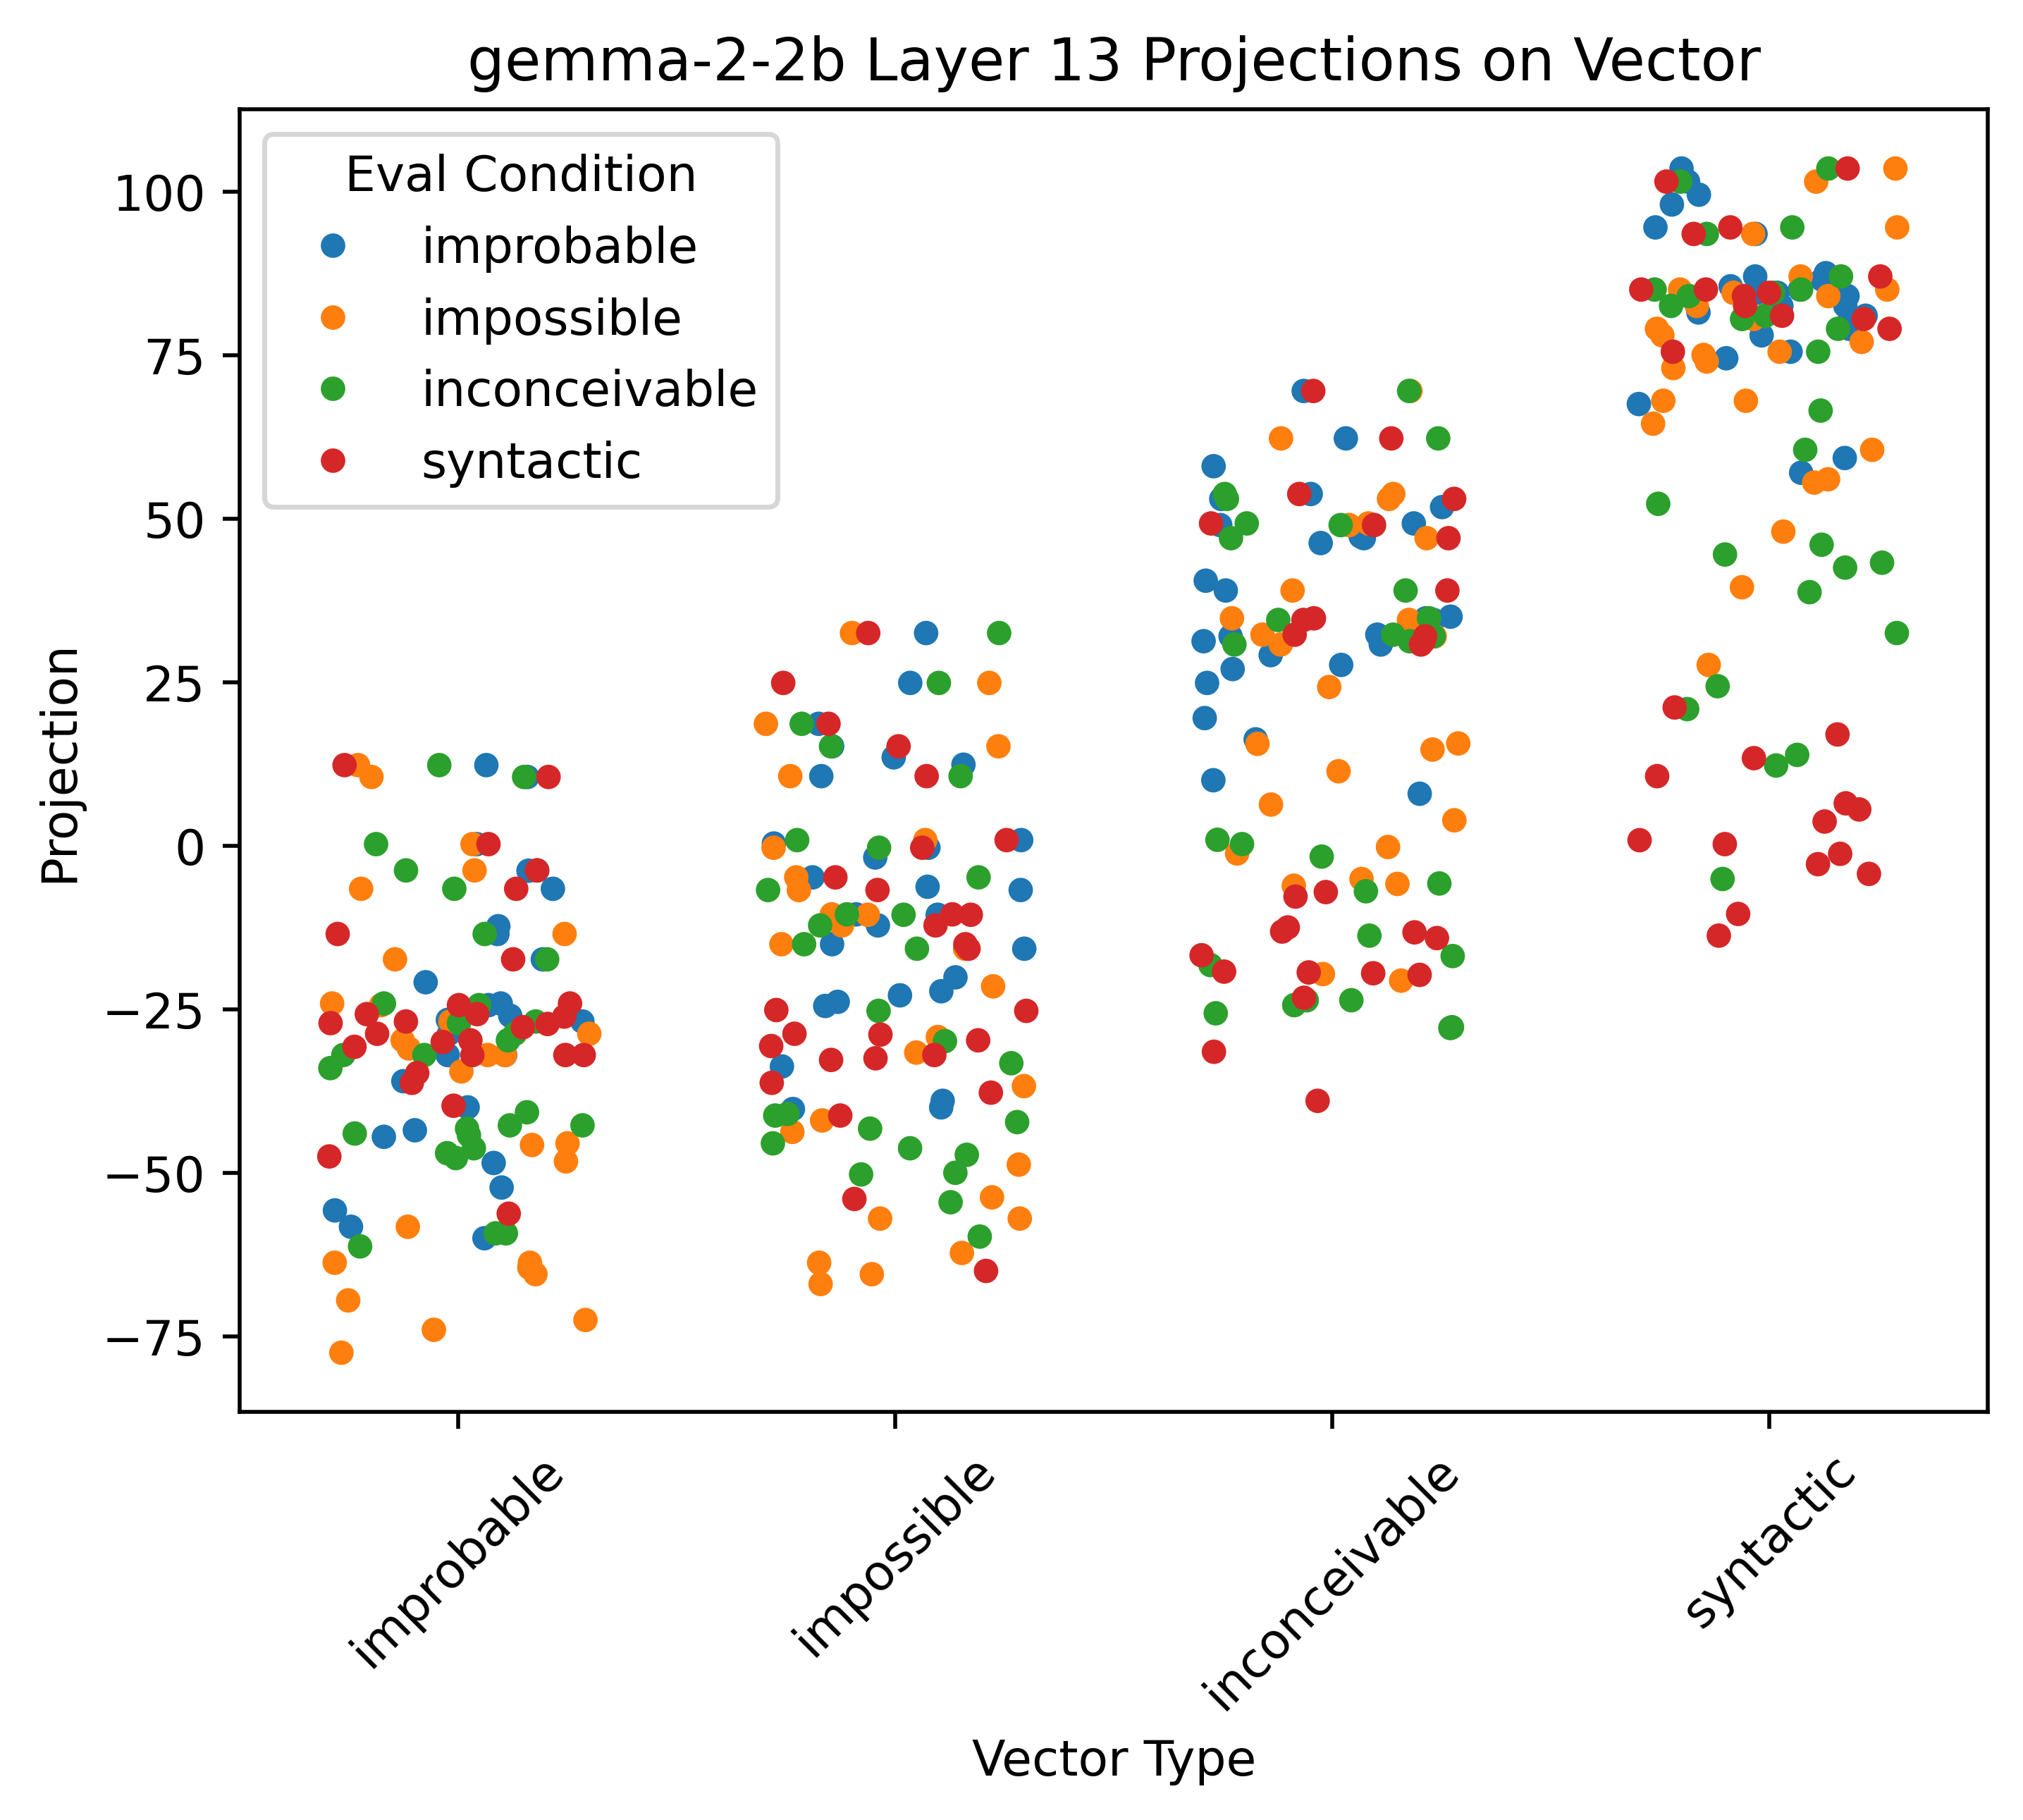 gemma-2-2b Layer 13 Projections on Vector
Eval Condition
improbable
impossible
inconceivable
syntactic
Projection
100
75
50
25
0
−25
−50
−75
improbable
impossible
inconceivable
syntactic
Vector Type